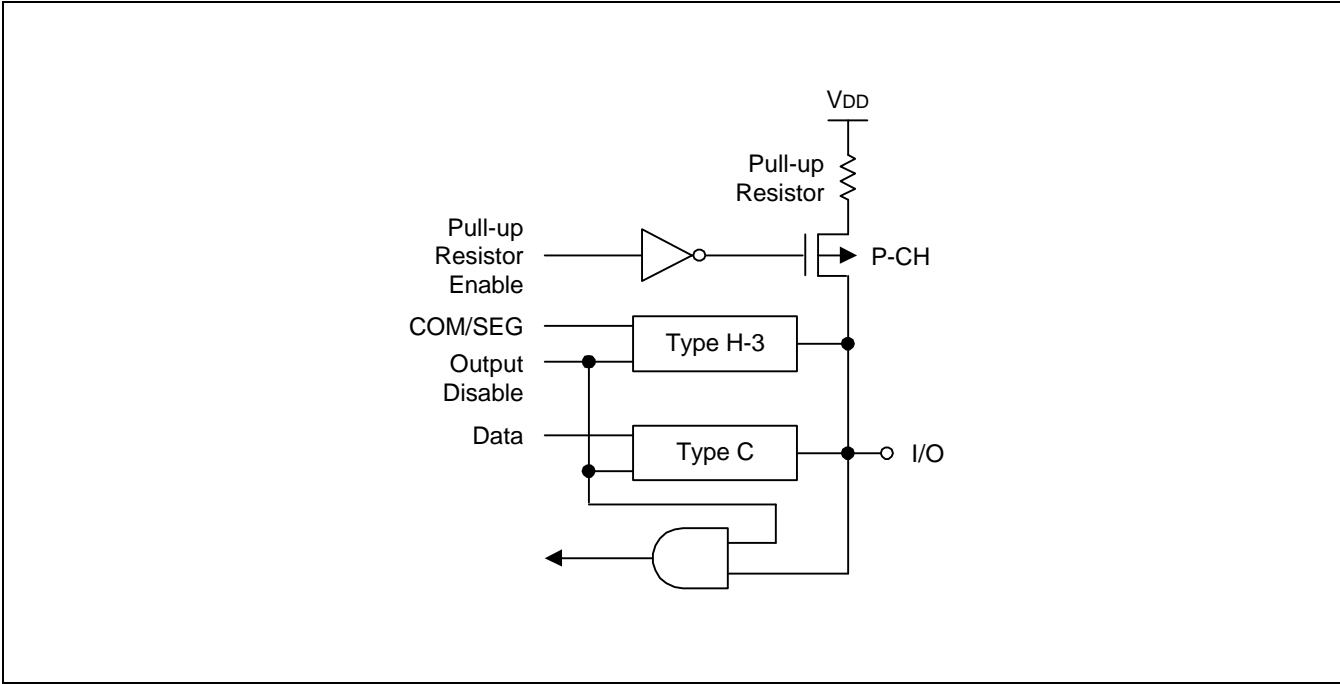 VDD
Pull-up
Resistor
Pull-up
Resistor
Enable
P-CH
COM/SEG
Type H-3
Output
Disable
Data
Type C
I/O